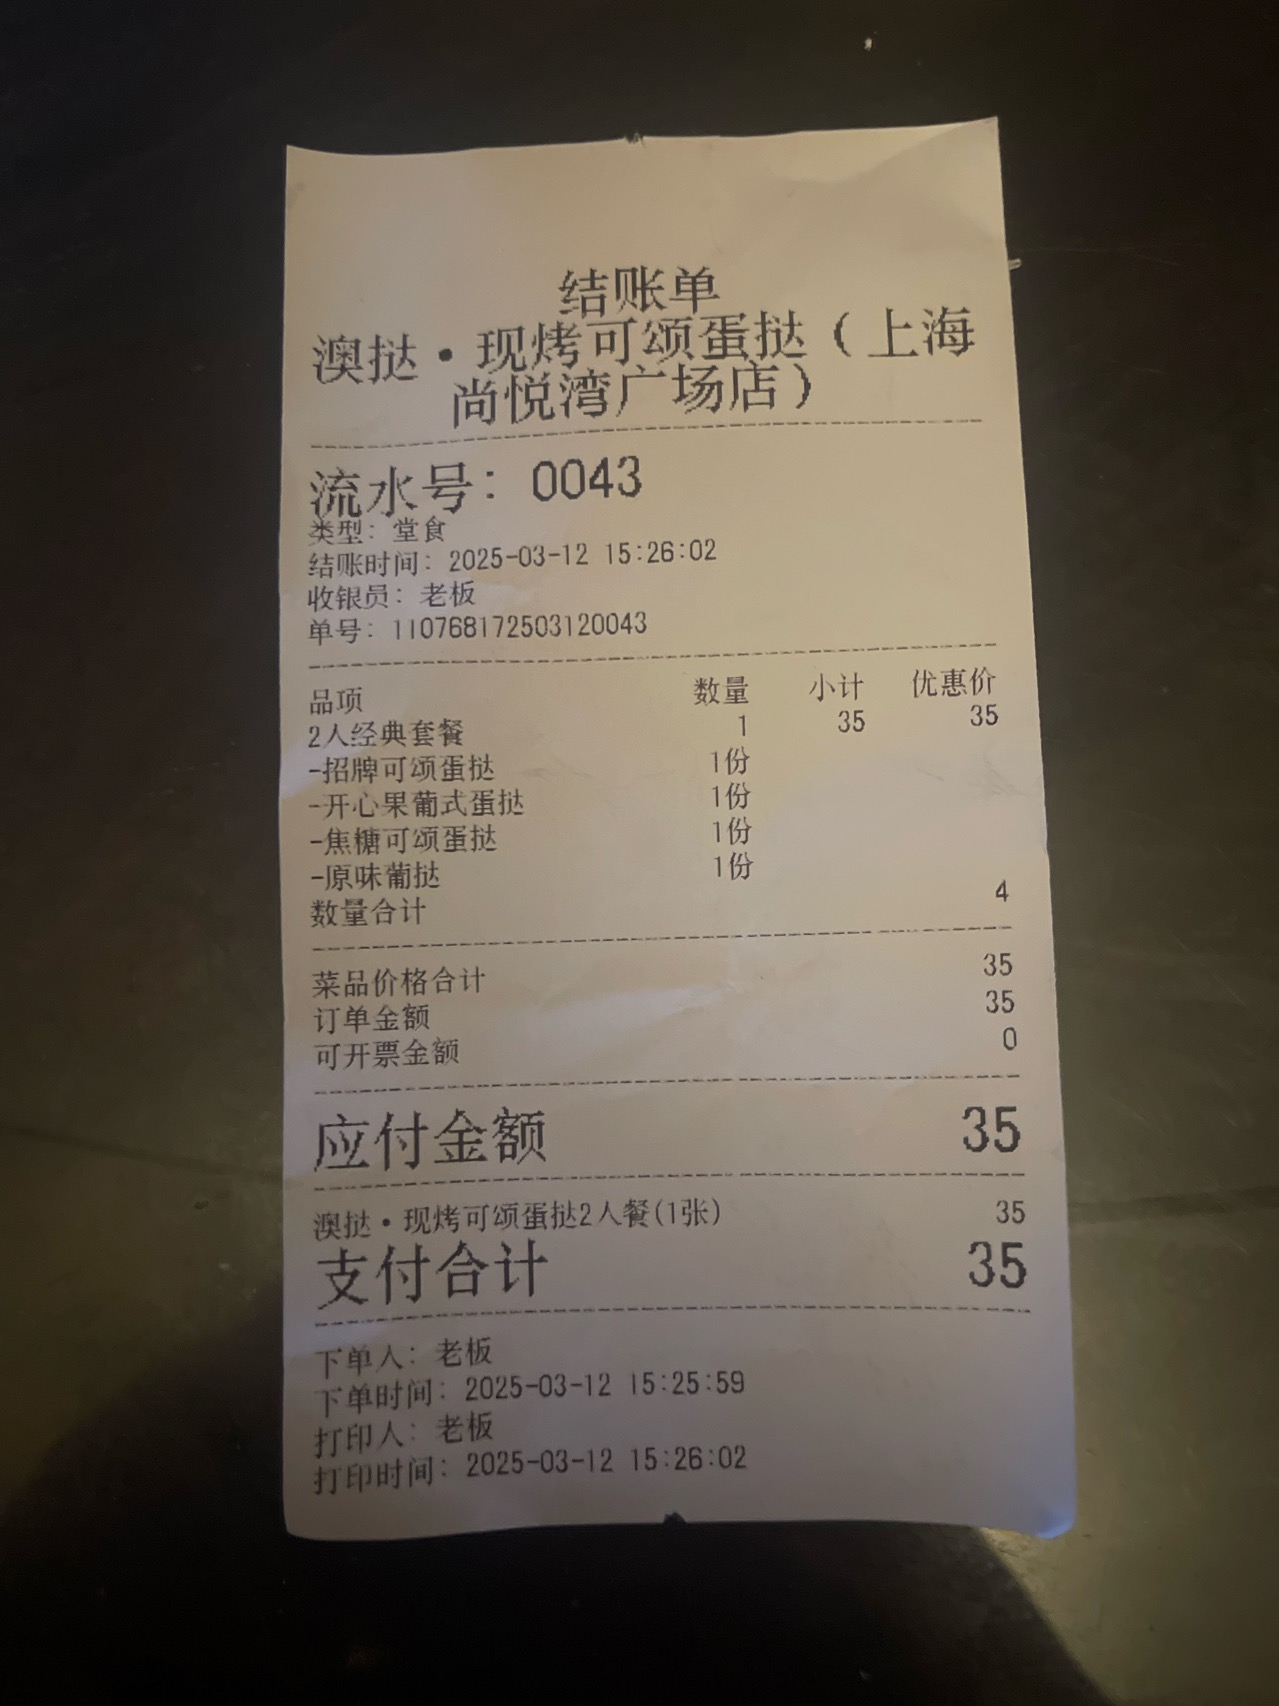 结账单
澳挞·现烤可颂蛋挞（上海
尚悦湾广场店）
流水号: 0043
类型: 堂食
结账时间: 2025-03-12 15:26:02
收银员: 老板
单号: 110768172503120043
品项 数量 小计 优惠价
2人经典套餐 1 35 35
-招牌可颂蛋挞 1份
-开心果葡式蛋挞 1份
-焦糖可颂蛋挞 1份
-原味葡挞 1份
数量合计 4
菜品价格合计 35
订单金额 35
可开票金额 0
应付金额 35
澳挞·现烤可颂蛋挞2人餐(1张) 35
支付合计 35
下单人: 老板
下单时间: 2025-03-12 15:25:59
打印人: 老板
打印时间: 2025-03-12 15:26:02